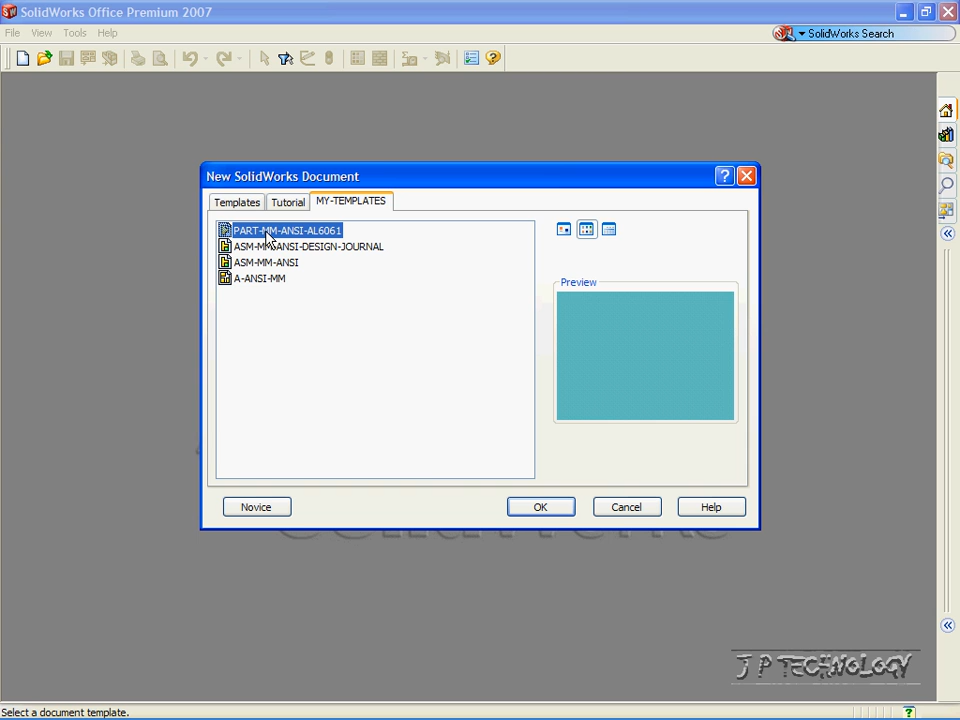 SolidWorks Office Premium 2007
File View Tools Help
SolidWorks Search
New SolidWorks Document
Templates Tutorial MY-TEMPLATES
PART-MM-ANSI-AL6061
ASM-MM-ANSI-DESIGN-JOURNAL
ASM-MM-ANSI
A-ANSI-MM
Preview
Novice OK Cancel Help
J P TECHNOLOGY
Select a document template.